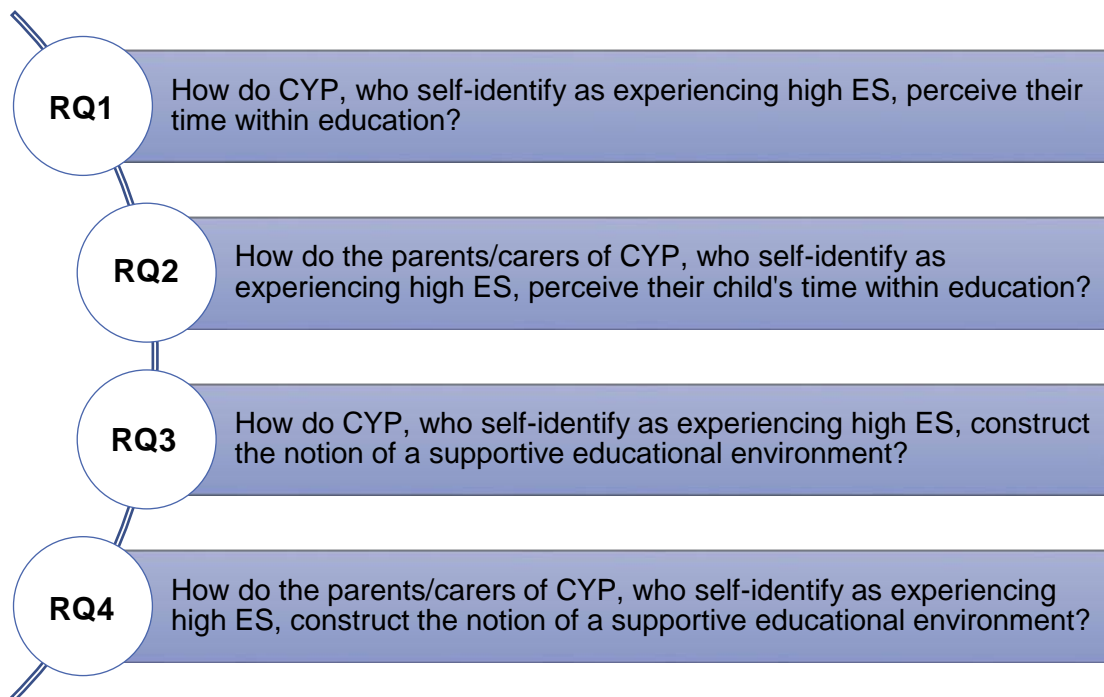 RQ1
How do CYP, who self-identify as experiencing high ES, perceive their
time within education?
RQ2
How do the parents/carers of CYP, who self-identify as
experiencing high ES, perceive their child's time within education?
RQ3
How do CYP, who self-identify as experiencing high ES, construct
the notion of a supportive educational environment?
RQ4
How do the parents/carers of CYP, who self-identify as experiencing
high ES, construct the notion of a supportive educational environment?